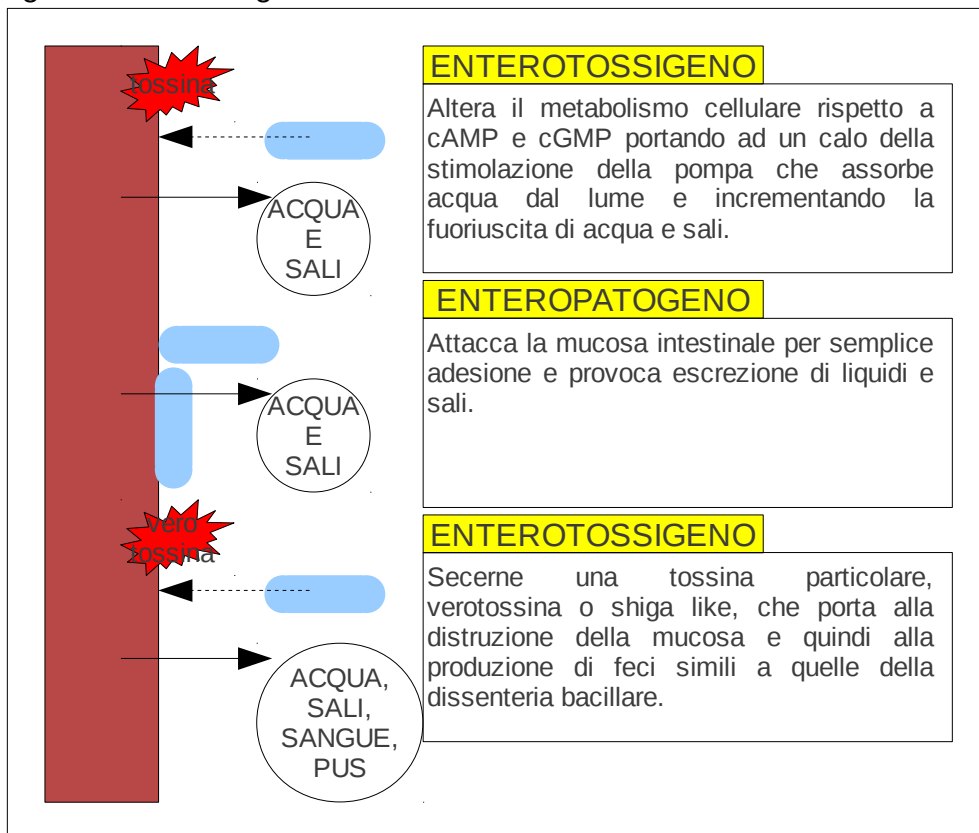 tossina
ENTEROTOSSIGENO
Altera il metabolismo cellulare rispetto a
cAMP e cGMP portando ad un calo della
stimolazione della pompa che assorbe
acqua dal lume e incrementando la
fuoriuscita di acqua e sali.
ACQUA
E
SALI
ENTEROPATOGENO
Attacca la mucosa intestinale per semplice
adesione e provoca escrezione di liquidi e
sali.
ACQUA
E
SALI
vero
tossina
ENTEROTOSSIGENO
Secerne una tossina particolare,
verotossina o shiga like, che porta alla
distruzione della mucosa e quindi alla
produzione di feci simili a quelle della
dissenteria bacillare.
ACQUA,
SALI,
SANGUE,
PUS